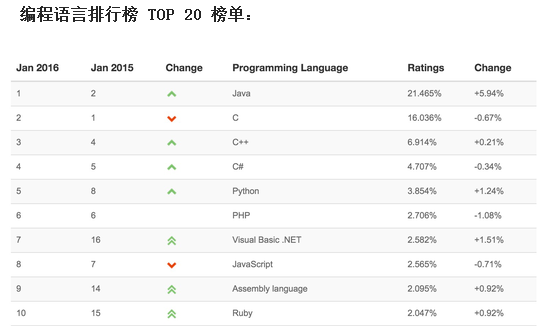 编程语言排行榜 TOP 20 榜单：
Jan 2016 Jan 2015 Change Programming Language Ratings Change
1 2 Java 21.465% +5.94%
2 1 C 16.036% -0.67%
3 4 C++ 6.914% +0.21%
4 5 C# 4.707% -0.34%
5 8 Python 3.854% +1.24%
6 6 PHP 2.706% -1.08%
7 16 Visual Basic .NET 2.582% +1.51%
8 7 JavaScript 2.565% -0.71%
9 14 Assembly language 2.095% +0.92%
10 15 Ruby 2.047% +0.92%